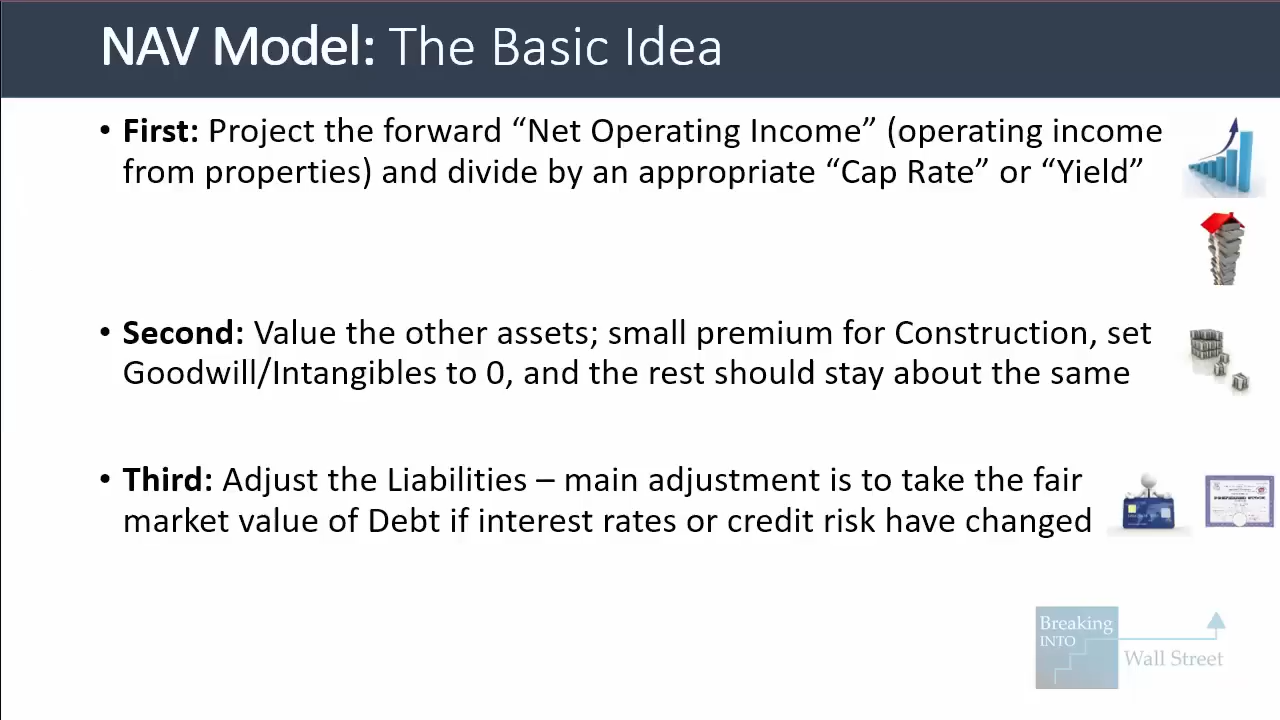 NAV Model: The Basic Idea
• First: Project the forward “Net Operating Income” (operating income
from properties) and divide by an appropriate “Cap Rate” or “Yield”
• Second: Value the other assets; small premium for Construction, set
Goodwill/Intangibles to 0, and the rest should stay about the same
• Third: Adjust the Liabilities – main adjustment is to take the fair
market value of Debt if interest rates or credit risk have changed
Breaking
INTO
Wall Street